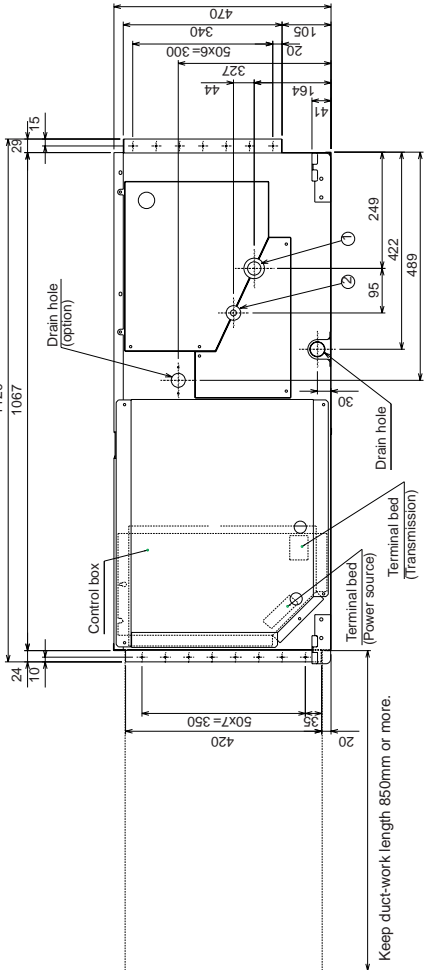 470
340
105
50x6=300
20
327
44
164
41
15
29
249
422
489
95
①
②
Drain hole
(option)
1067
30
Drain hole
Control box
Terminal bed
(Transmission)
Terminal bed
(Power source)
24
10
50x7=350
35
420
20
Keep duct-work length 850mm or more.